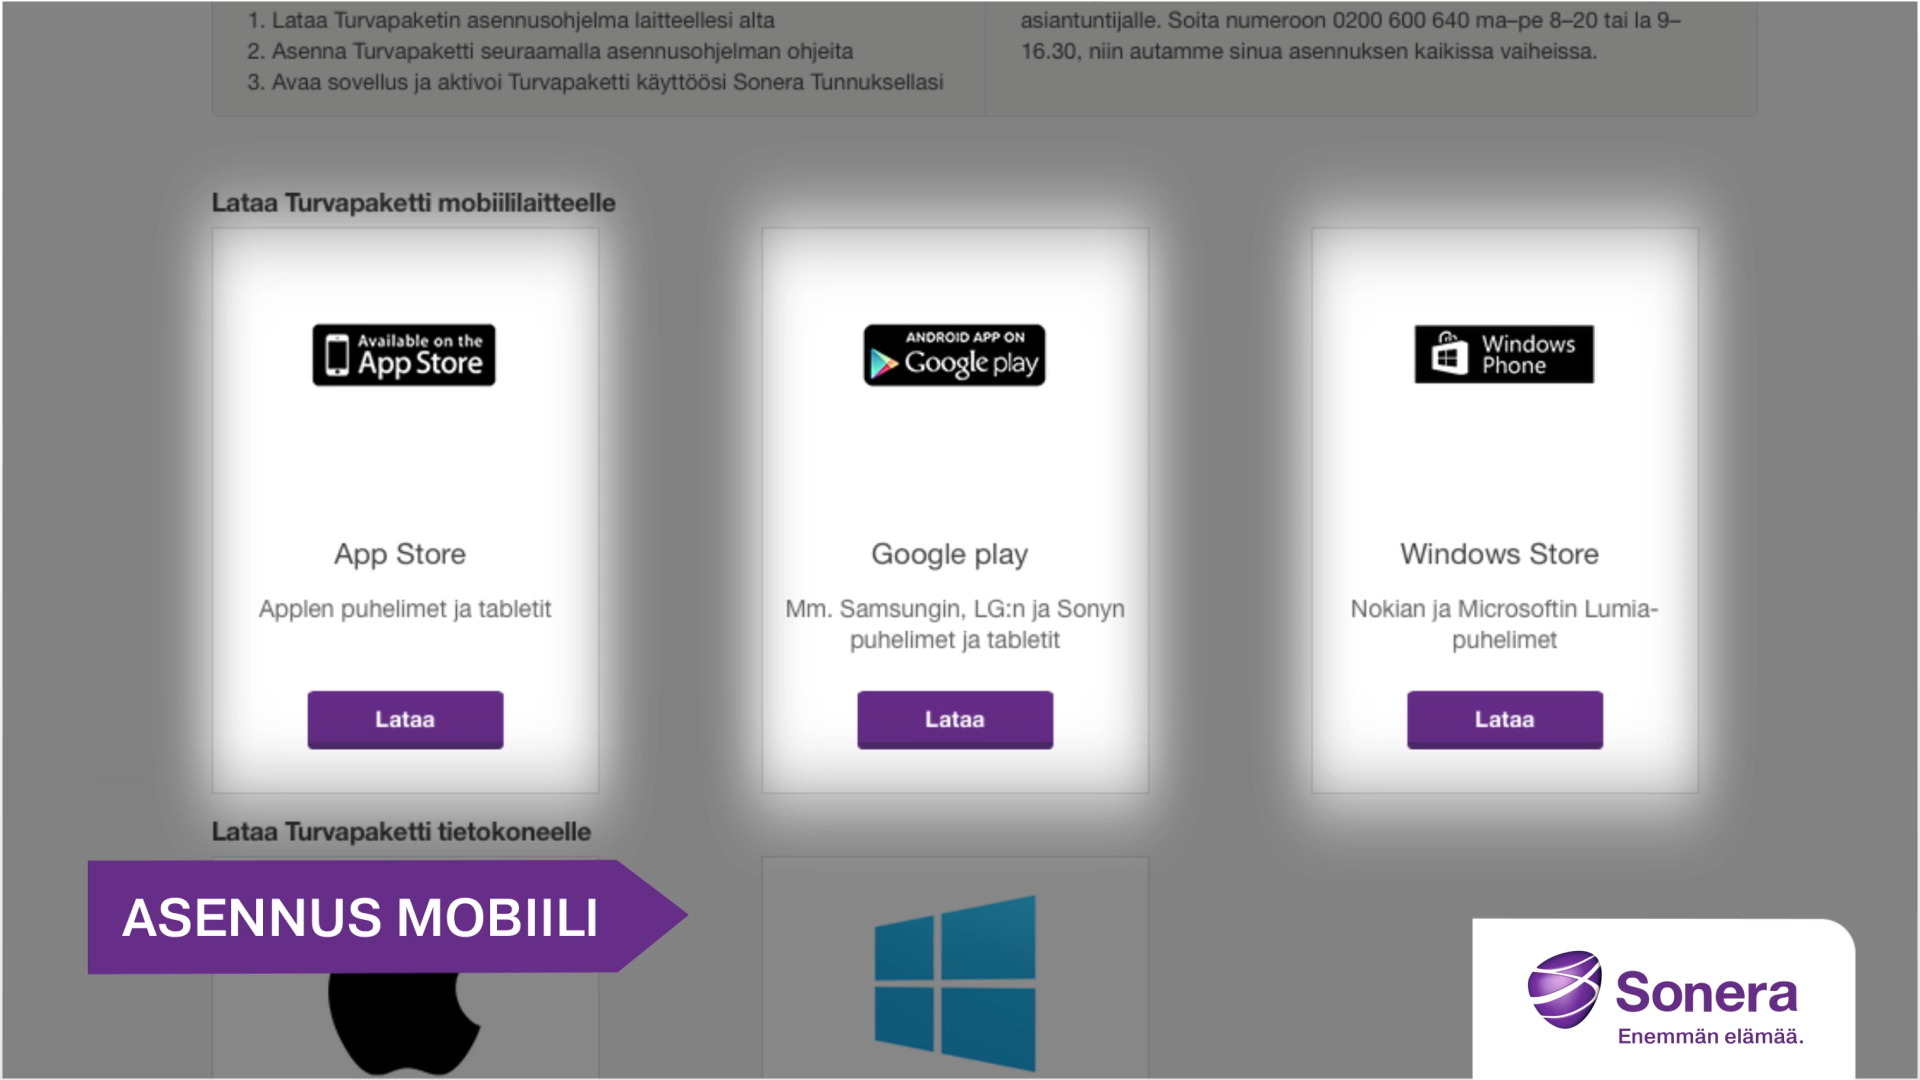 1. Lataa Turvapaketin asennusohjelma laitteellesi alta
2. Asenna Turvapaketti seuraamalla asennusohjelman ohjeita
3. Avaa sovellus ja aktivoi Turvapaketti käyttöösi Sonera Tunnuksellasi
asiantuntijalle. Soita numeroon 0200 600 640 ma–pe 8–20 tai la 9–
16.30, niin autamme sinua asennuksen kaikissa vaiheissa.
Lataa Turvapaketti mobiililaitteelle
Available on the
App Store
App Store
Applen puhelimet ja tabletit
Lataa
ANDROID APP ON
Google play
Google play
Mm. Samsungin, LG:n ja Sonyn
puhelimet ja tabletit
Lataa
Windows
Phone
Windows Store
Nokian ja Microsoftin Lumia-
puhelimet
Lataa
Lataa Turvapaketti tietokoneelle
ASENNUS MOBIILI
Sonera
Enemmän elämää.